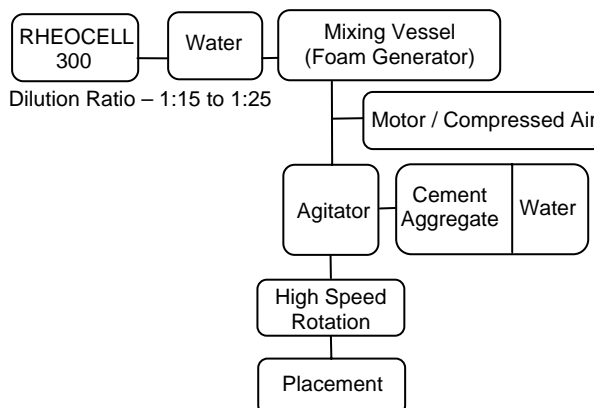 RHEOCELL
300
Water
Mixing Vessel
(Foam Generator)
Dilution Ratio – 1:15 to 1:25
Motor / Compressed Air
Agitator
Cement
Aggregate
Water
High Speed
Rotation
Placement